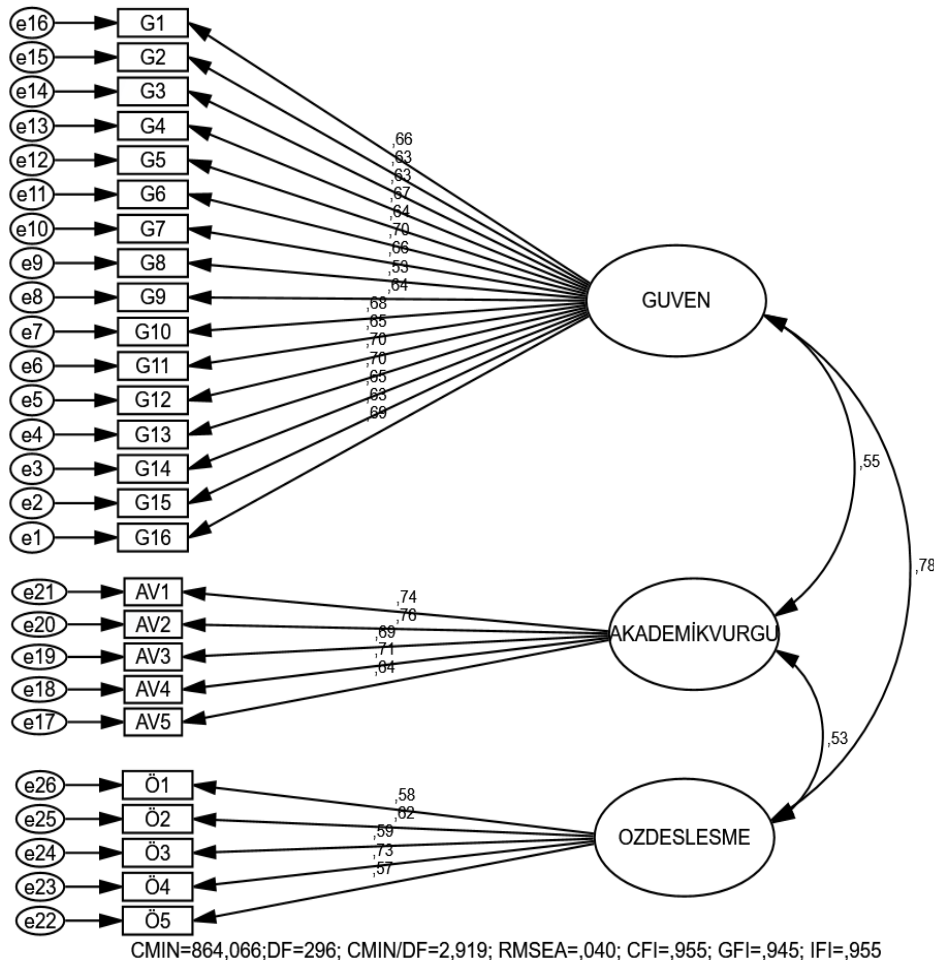 e16 G1
e15 G2
e14 G3
e13 G4
e12 G5
e11 G6
e10 G7
e9 G8
e8 G9
e7 G10
e6 G11
e5 G12
e4 G13
e3 G14
e2 G15
e1 G16
,66
,63
,63
,67
,64
,70
,66
,53
,64
,68
,65
,70
,70
,65
,63
,69
GUVEN
,55
,78
e21 AV1
e20 AV2
e19 AV3
e18 AV4
e17 AV5
,74
,76
,69
,71
,64
AKADEMİKVURGU
,53
e26 Ö1
e25 Ö2
e24 Ö3
e23 Ö4
e22 Ö5
,58
,62
,59
,73
,57
OZDESLESME
CMIN=864,066;DF=296; CMIN/DF=2,919; RMSEA=,040; CFI=,955; GFI=,945; IFI=,955